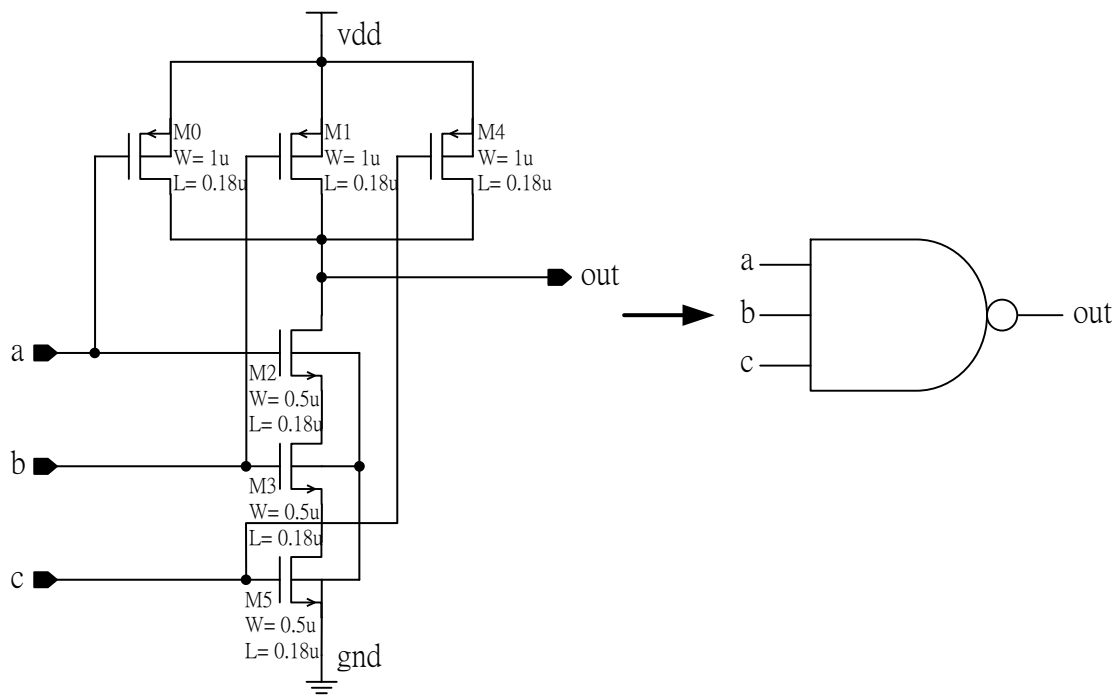 vdd
M0
W= 1u
L= 0.18u
M1
W= 1u
L= 0.18u
M4
W= 1u
L= 0.18u
out
a
M2
W= 0.5u
L= 0.18u
b
M3
W= 0.5u
L= 0.18u
c
M5
W= 0.5u
L= 0.18u
gnd
a
b
c
out